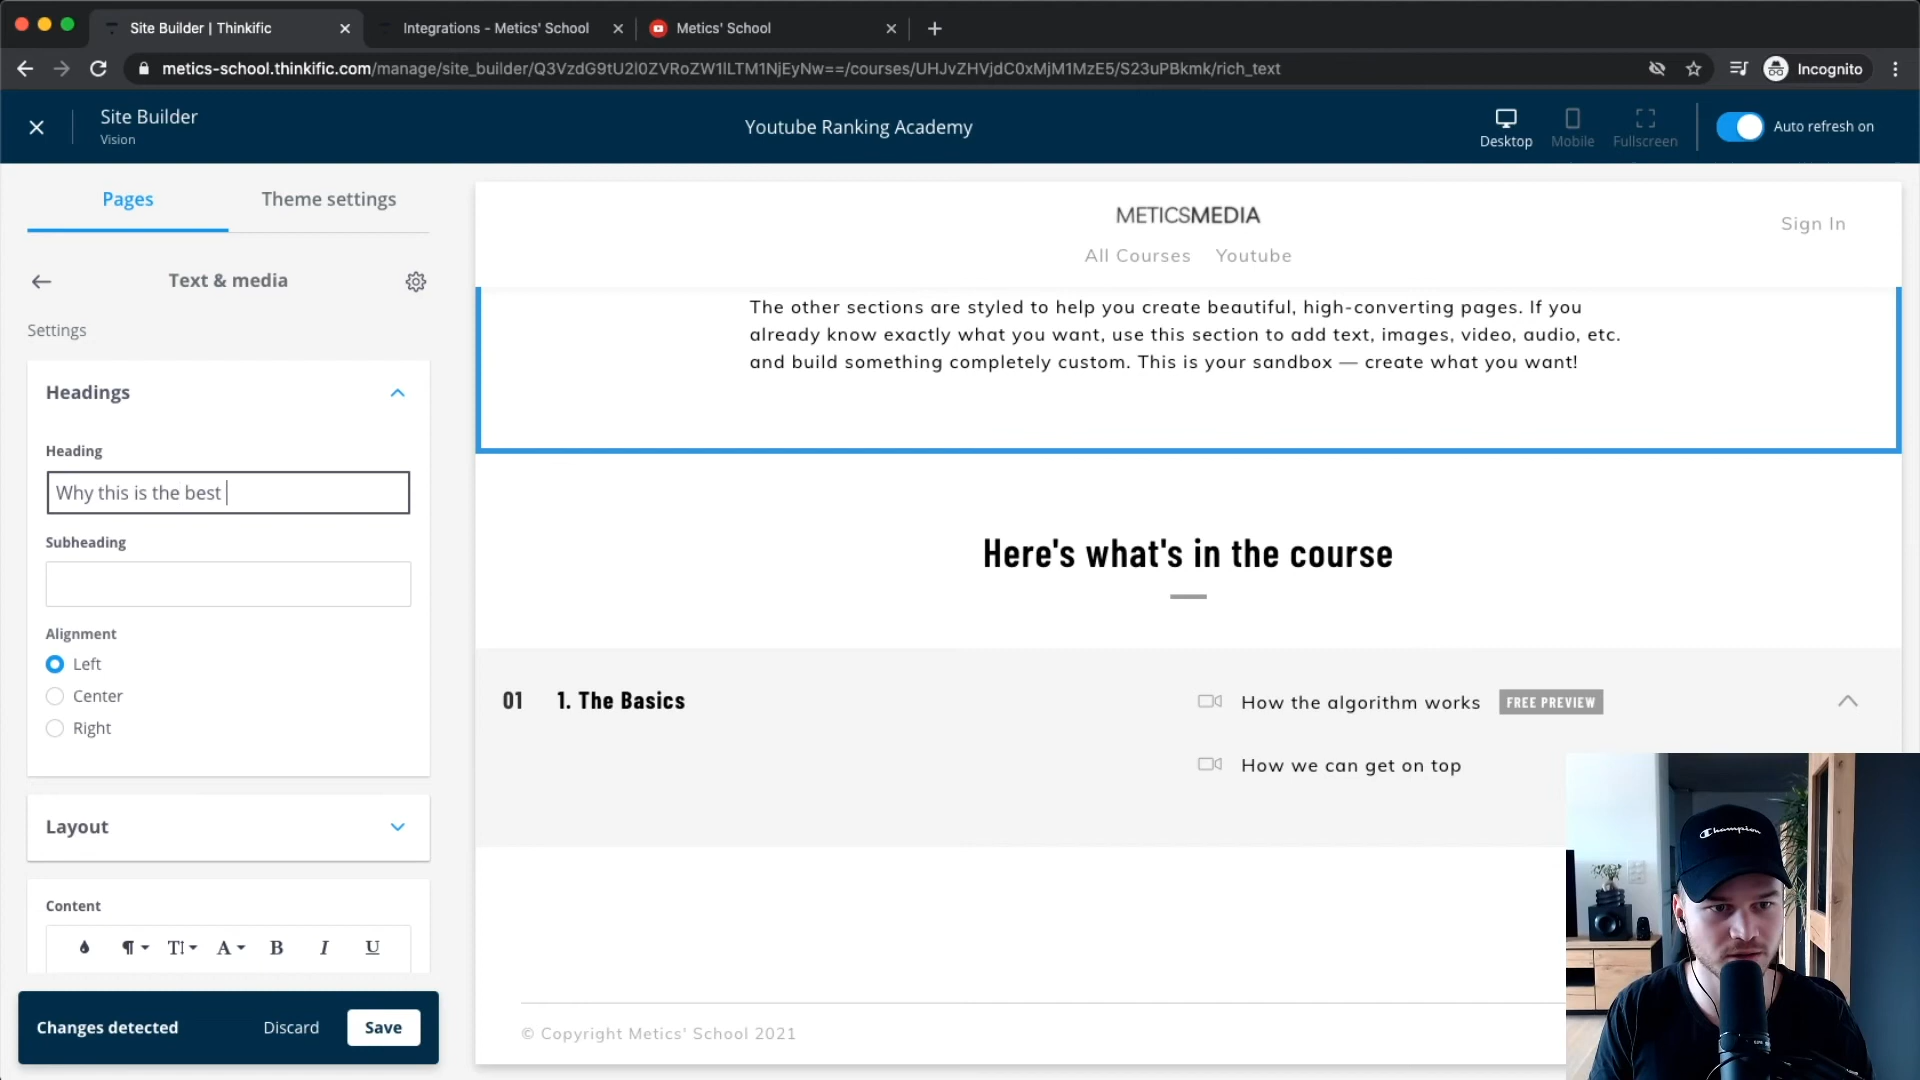 Site Builder | Thinkific
Integrations - Metics' School
Metics' School
metics-school.thinkific.com/manage/site_builder/Q3VzdG9tU2l0ZVRoZW1lLTM1NjEyNw==/courses/UHJvZHVjdC0xMjM1MzE5/S23uPBkmk/rich_text
Incognito
Site Builder
Vision
Youtube Ranking Academy
Desktop
Mobile
Fullscreen
Auto refresh on
Pages
Theme settings
Text & media
Settings
Headings
Heading
Why this is the best
Subheading
Alignment
Left
Center
Right
Layout
Content
Changes detected
Discard
Save
METICSMEDIA
All Courses
Youtube
Sign In
The other sections are styled to help you create beautiful, high-converting pages. If you
already know exactly what you want, use this section to add text, images, video, audio, etc.
and build something completely custom. This is your sandbox — create what you want!
Here's what's in the course
01
1. The Basics
How the algorithm works
FREE PREVIEW
How we can get on top
© Copyright Metics' School 2021
Champion